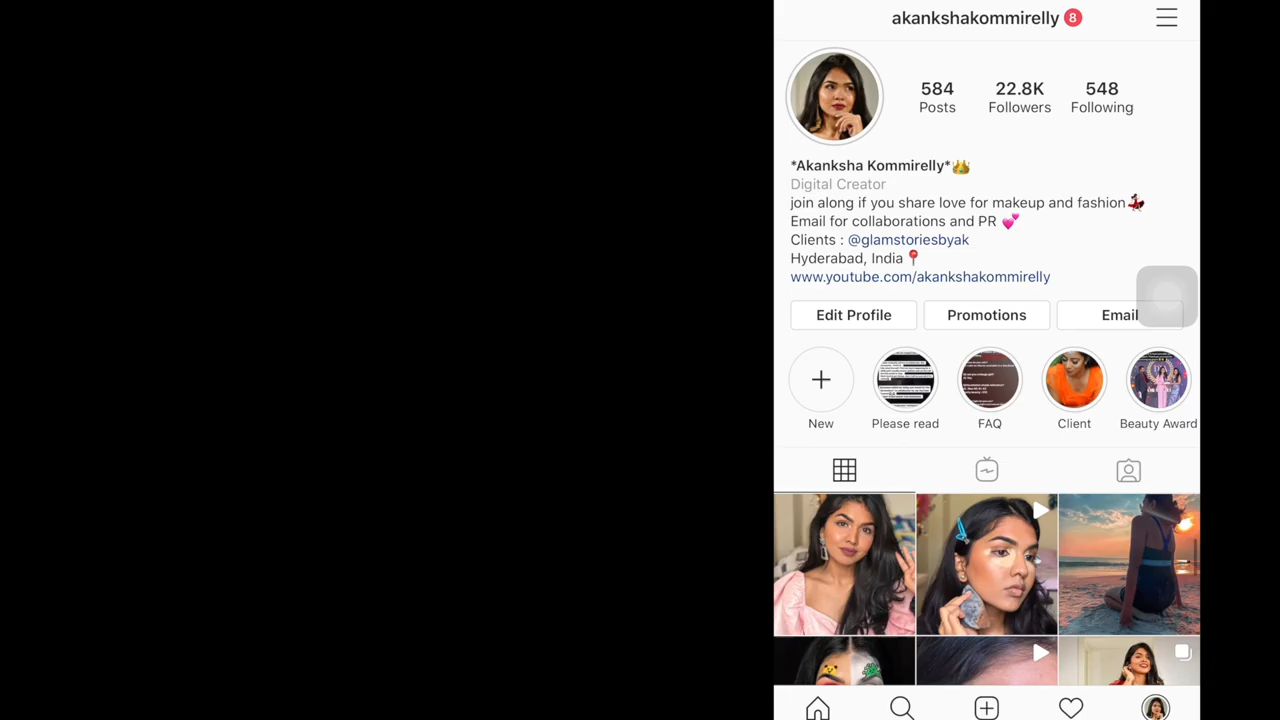 akankshakommirelly 8
584 22.8K 548
Posts Followers Following
*Akanksha Kommirelly*👑
Digital Creator
join along if you share love for makeup and fashion💃
Email for collaborations and PR 💕
Clients : @glamstoriesbyak
Hyderabad, India📍
www.youtube.com/akankshakommirelly
Edit Profile Promotions Email
New Please read FAQ Client Beauty Award